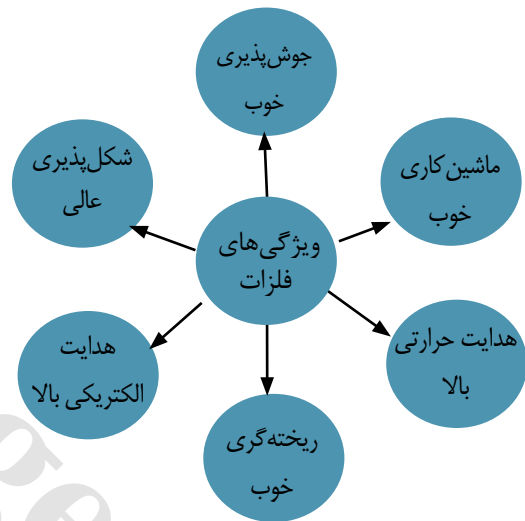 جوش‌پذیری
خوب
ماشین‌کاری
خوب
شکل‌پذیری
عالی
ویژگی‌های
فلزات
هدایت حرارتی
بالا
هدایت
الکتریکی بالا
ریخته‌گری
خوب
ge